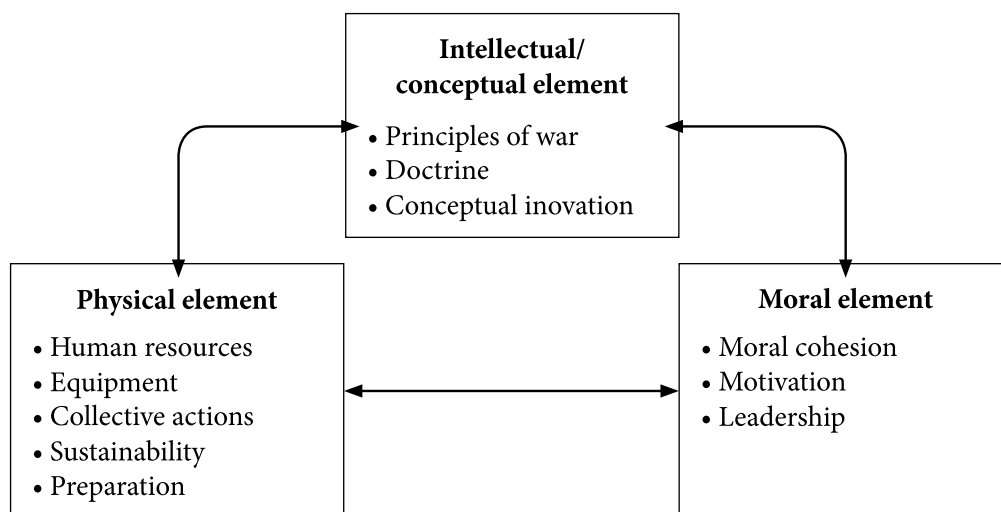 Intellectual/
conceptual element
• Principles of war
• Doctrine
• Conceptual inovation
Physical element
• Human resources
• Equipment
• Collective actions
• Sustainability
• Preparation
Moral element
• Moral cohesion
• Motivation
• Leadership